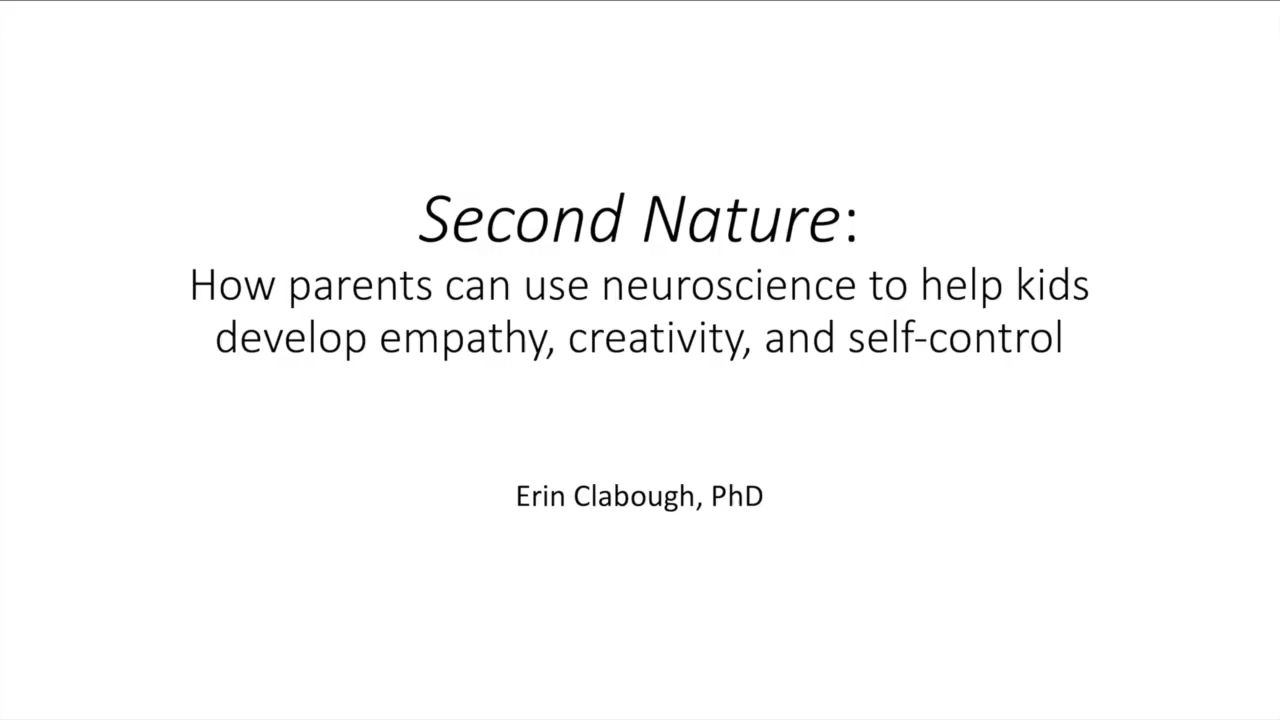 Second Nature:
How parents can use neuroscience to help kids
develop empathy, creativity, and self-control
Erin Clabough, PhD